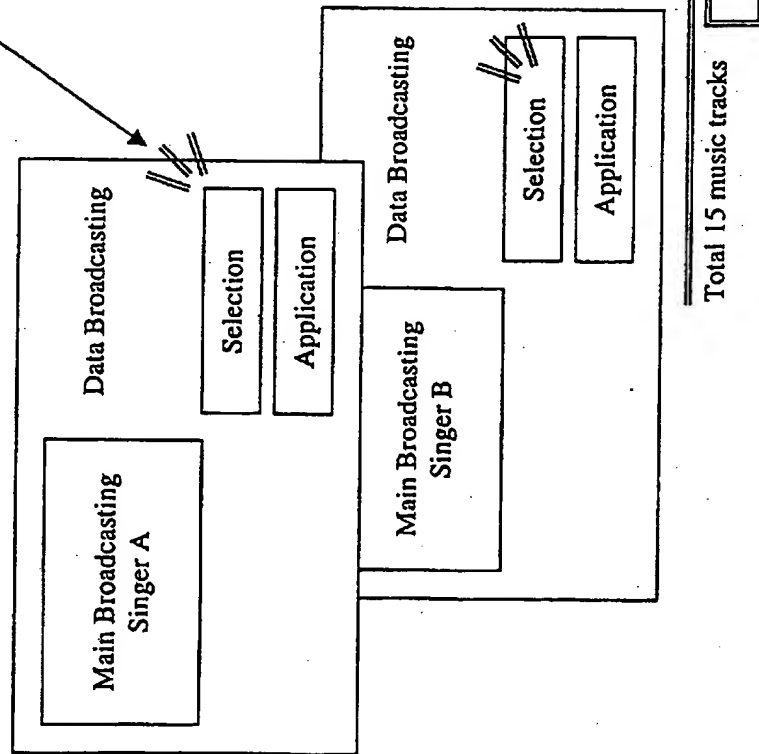 Main Broadcasting
Singer A
Data Broadcasting
Selection
Application
Main Broadcasting
Singer B
Data Broadcasting
Selection
Application
Total 15 music tracks